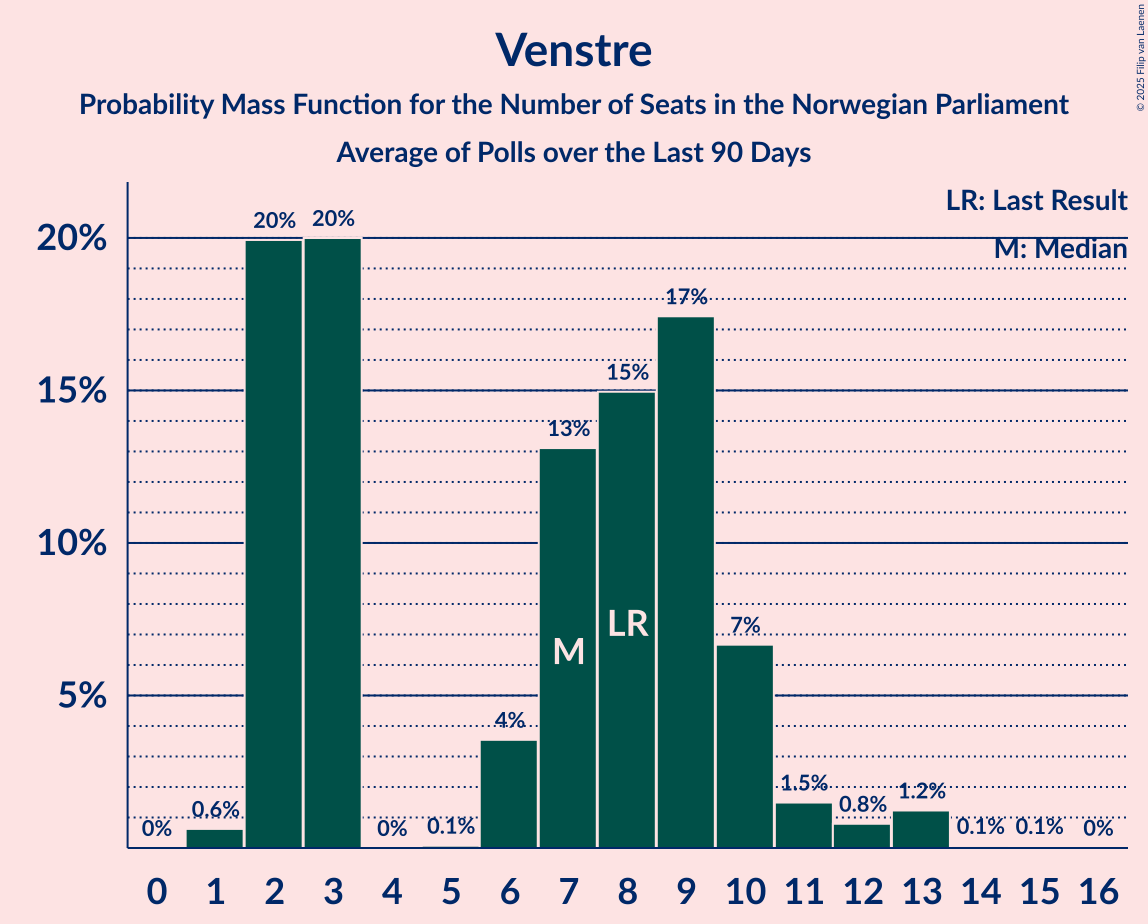 Venstre
Probability Mass Function for the Number of Seats in the Norwegian Parliament
Average of Polls over the Last 90 Days
© 2025 Filip van Laenen
LR: Last Result
M: Median
20%
15%
10%
5%
0%
0.6%
20%
20%
0%
0.1%
4%
13%
15%
17%
7%
1.5%
0.8%
1.2%
0.1%
0.1%
0%
M
LR
0 1 2 3 4 5 6 7 8 9 10 11 12 13 14 15 16